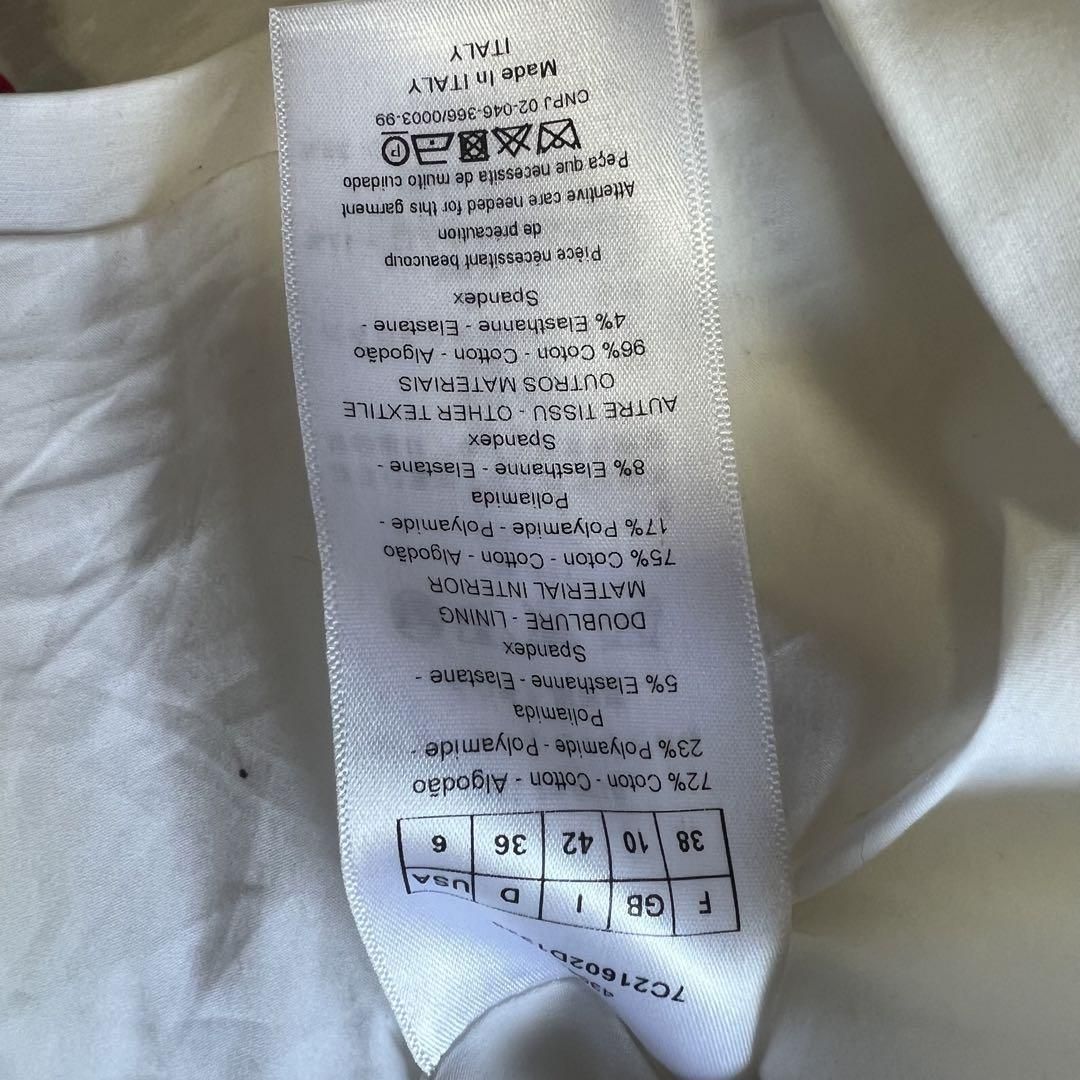 7C21602D1
F GB I D USA
38 10 42 36 6
72% Coton - Cotton - Algodão
23% Polyamide - Polyamide -
Poliamida
5% Elasthanne - Elastane -
Spandex
DOUBLURE - LINING
MATERIAL INTERIOR
75% Coton - Cotton - Algodão
17% Polyamide - Polyamide -
Poliamida
8% Elasthanne - Elastane -
Spandex
AUTRE TISSU - OTHER TEXTILE
OUTROS MATERIAIS
96% Coton - Cotton - Algodão
4% Elasthanne - Elastane -
Spandex
Pièce nécessitant beaucoup
de précaution
Attentive care needed for this garment
Peça que necessita de muito cuidado
P
CNPJ 02-046-366/0003-99
Made In ITALY
ITALY